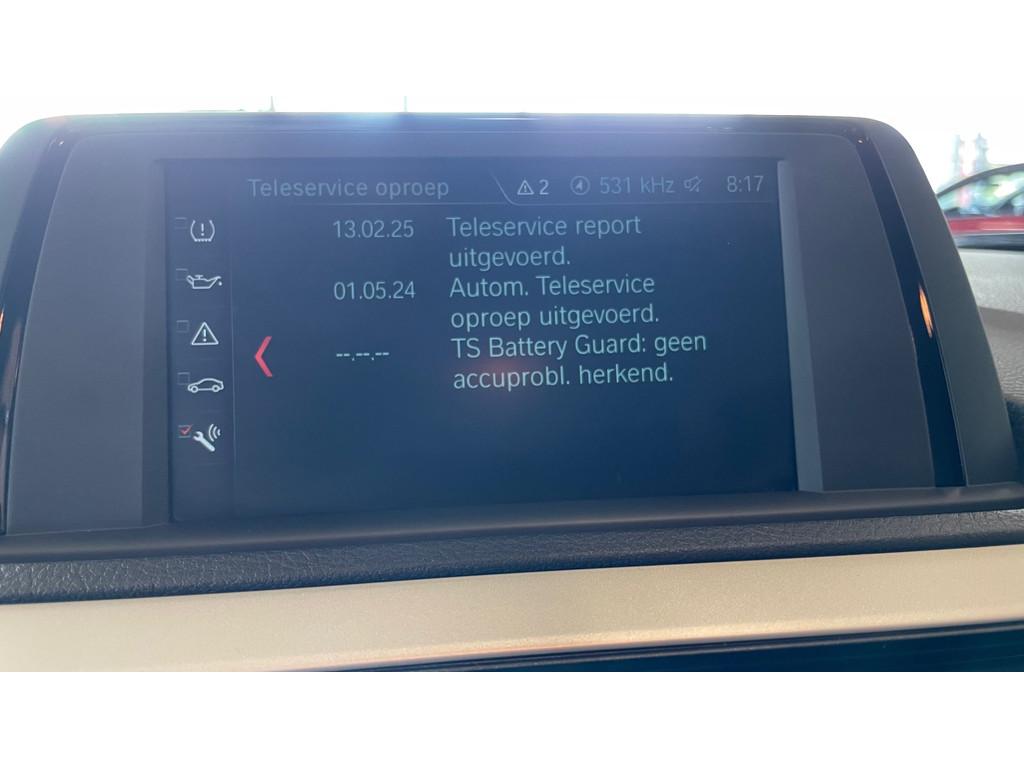 Teleservice oproep 2 531 kHz 8:17
13.02.25 Teleservice report
uitgevoerd.
01.05.24 Autom. Teleservice
oproep uitgevoerd.
--.--.-- TS Battery Guard: geen
accuprobl. herkend.